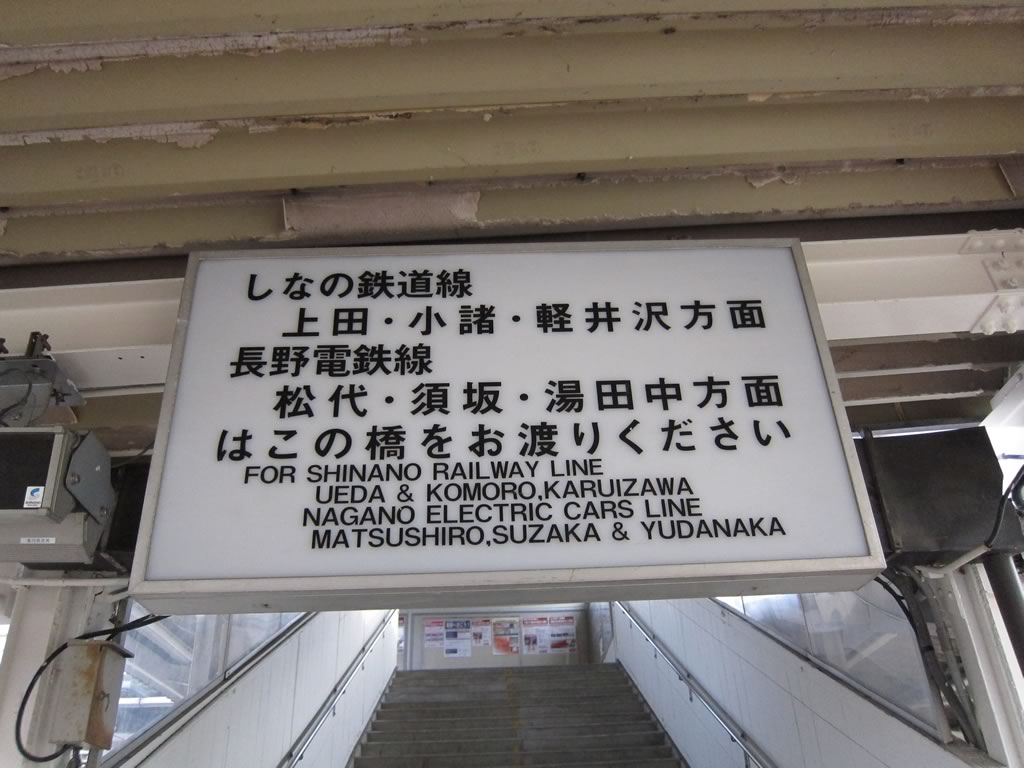 しなの鉄道線
上田・小諸・軽井沢方面
長野電鉄線
松代・須坂・湯田中方面
はこの橋をお渡りください
FOR SHINANO RAILWAY LINE
UEDA & KOMORO,KARUIZAWA
NAGANO ELECTRIC CARS LINE
MATSUSHIRO,SUZAKA & YUDANAKA